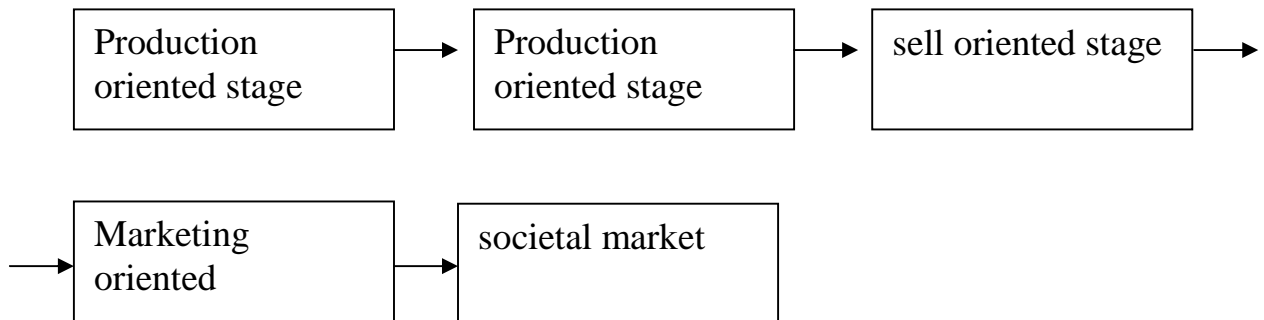 Production
oriented stage
Production
oriented stage
sell oriented stage
Marketing
oriented
societal market